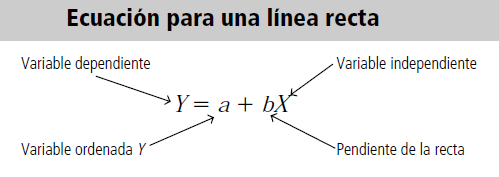 Ecuación para una línea recta
Variable dependiente
Variable independiente
Y = a + bX
Variable ordenada Y
Pendiente de la recta